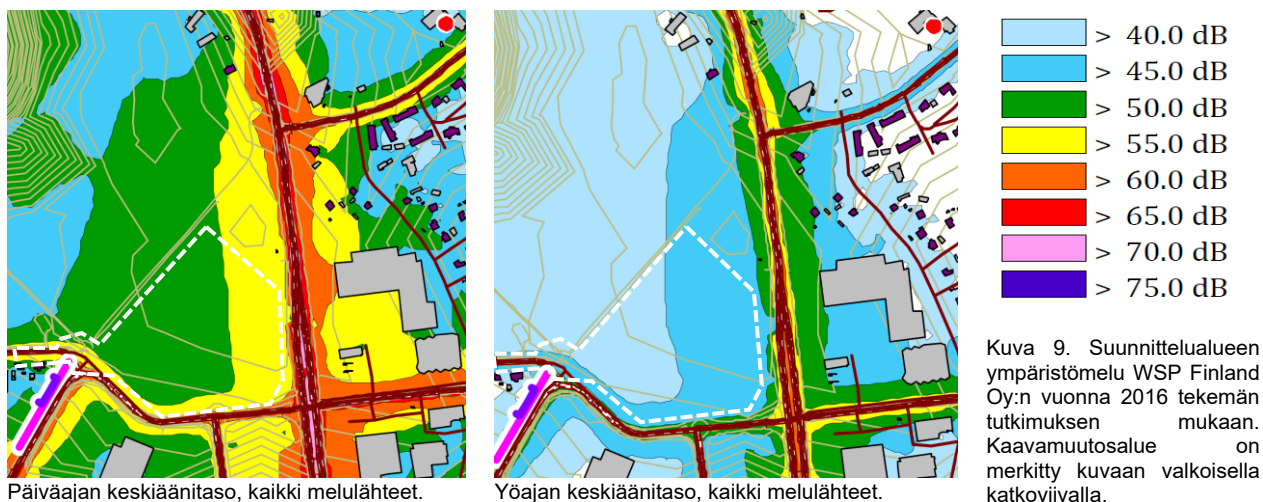 > 40.0 dB
> 45.0 dB
> 50.0 dB
> 55.0 dB
> 60.0 dB
> 65.0 dB
> 70.0 dB
> 75.0 dB
Kuva 9. Suunnittelualueen
ympäristömelu WSP Finland
Oy:n vuonna 2016 tekemän
tutkimuksen mukaan.
Kaavamuutosalue on
merkitty kuvaan valkoisella
katkoviivalla.
Päiväajan keskiäänitaso, kaikki melulähteet.
Yöajan keskiäänitaso, kaikki melulähteet.